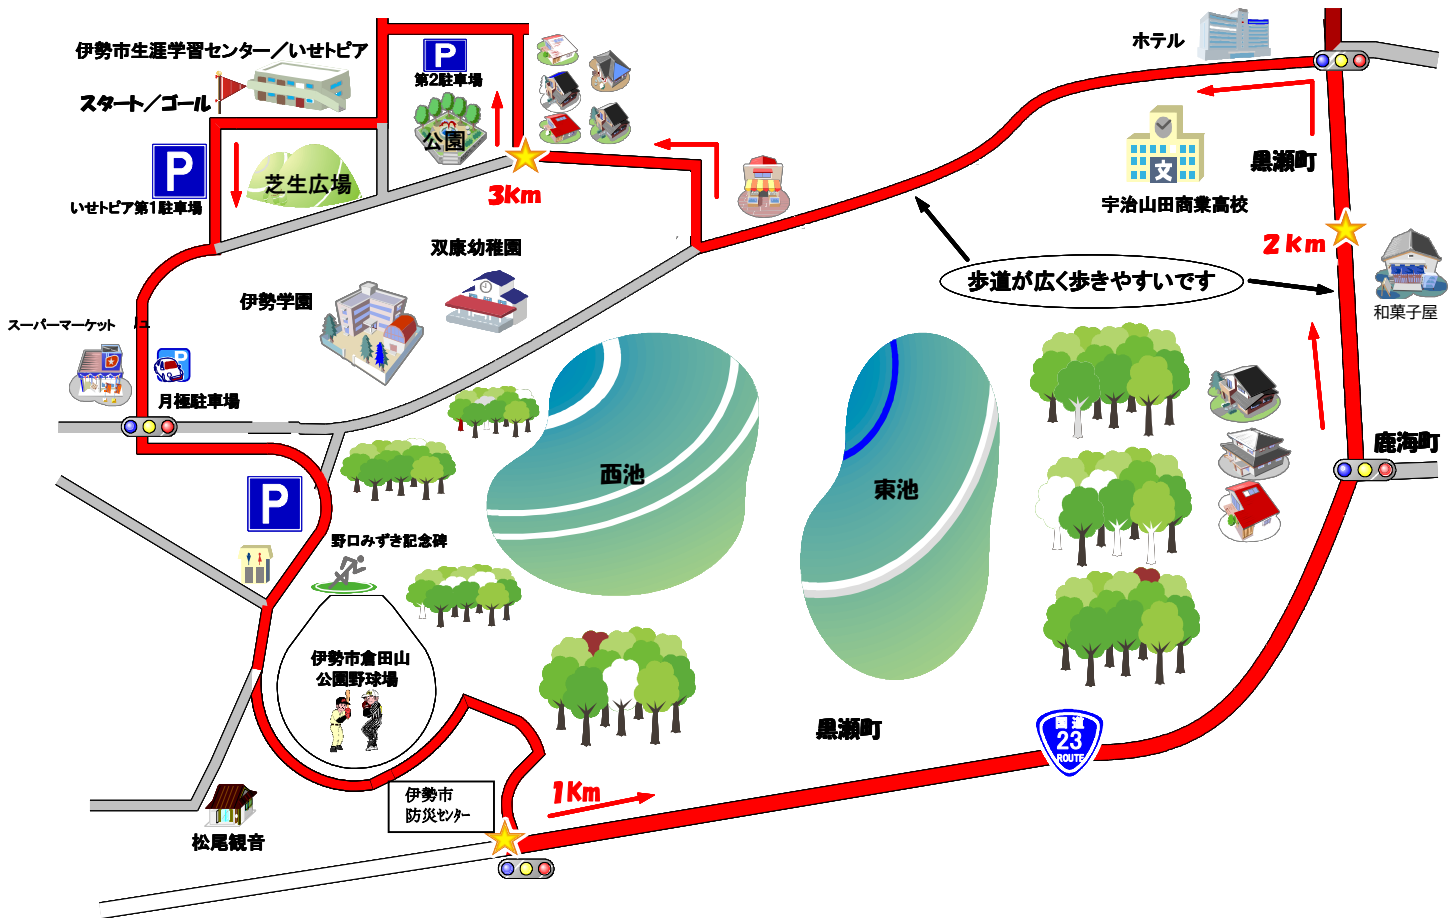 伊勢市生涯学習センター／いせトピア
スタート／ゴール
P
第2駐車場
公園
P
いせトピア第1駐車場
芝生広場
3Km
ホテル
文
宇治山田商業高校
黒瀬町
2km
歩道が広く歩きやすいです
和菓子屋
双康幼稚園
伊勢学園
スーパーマーケット
P
月極駐車場
鹿海町
西池
東池
P
野口みずき記念碑
伊勢市倉田山
公園野球場
黒瀬町
国道
23
ROUTE
1Km
伊勢市
防災センター
松尾観音